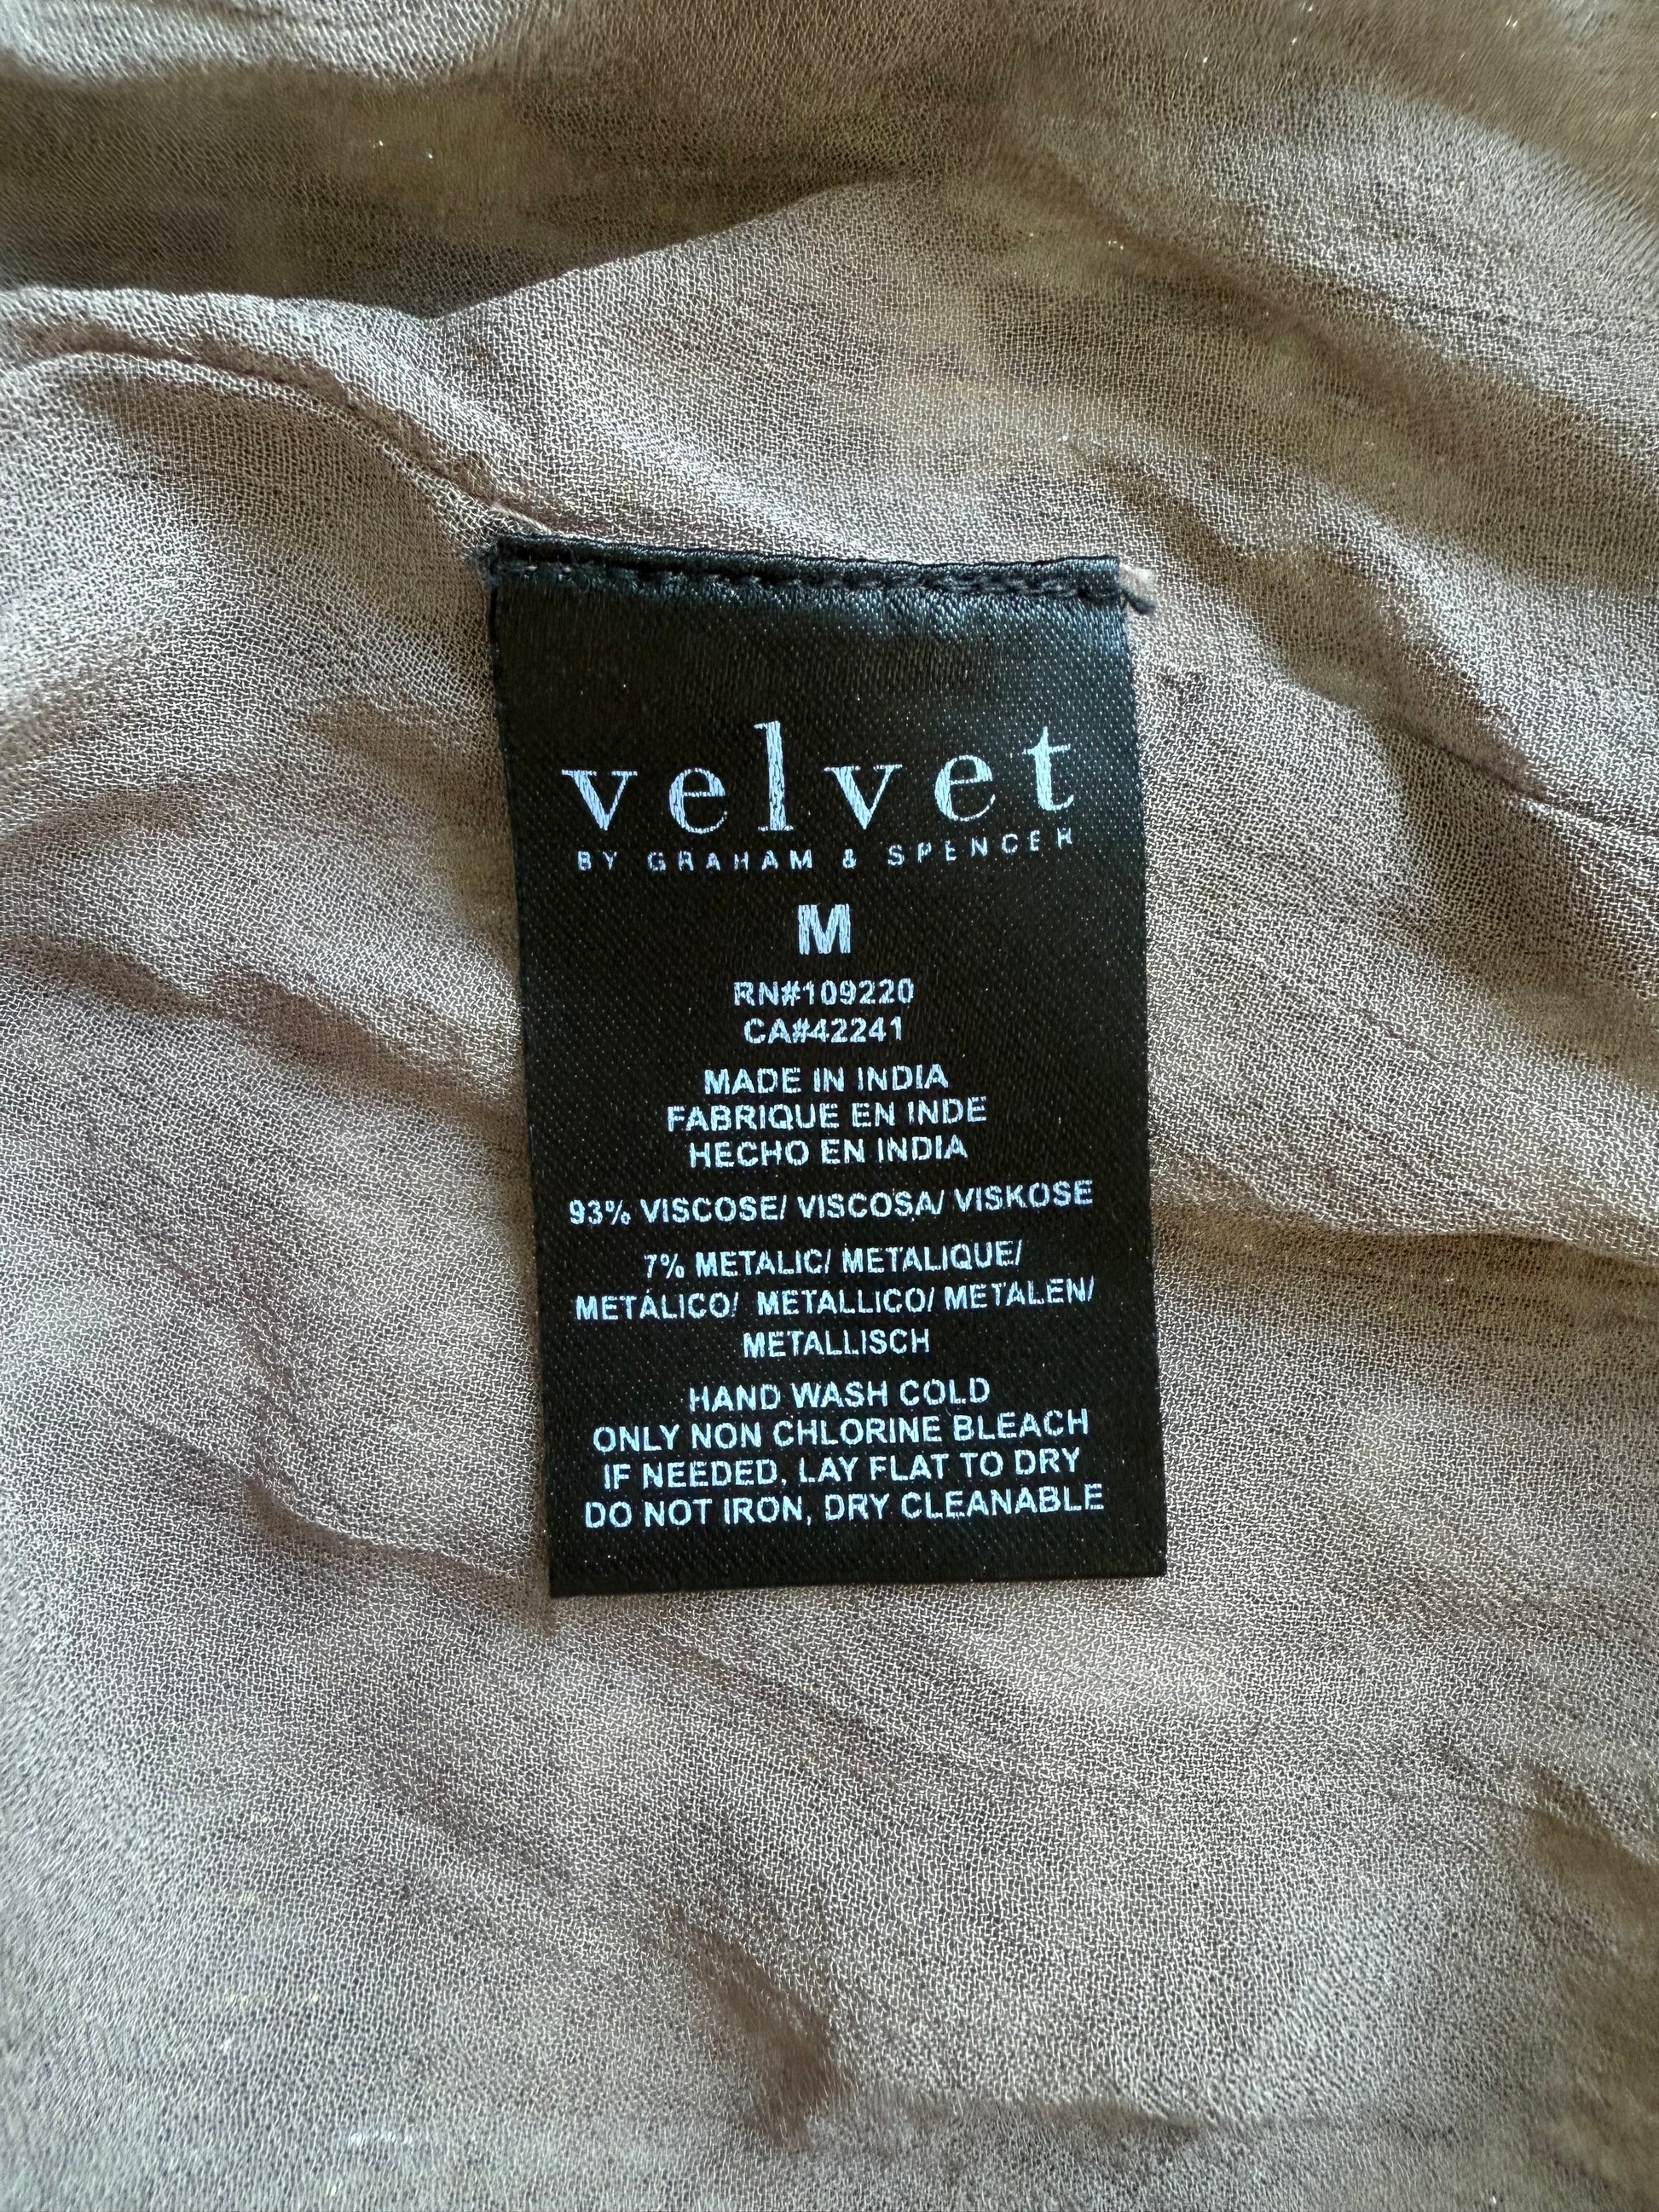 velvet
BY GRAHAM & SPENCER
M
RN#109220
CA#42241
MADE IN INDIA
FABRIQUE EN INDE
HECHO EN INDIA
93% VISCOSE/ VISCOSA/ VISKOSE
7% METALIC/ METALIQUE/
METÁLICO/ METALLICO/ METALEN/
METALLISCH
HAND WASH COLD
ONLY NON CHLORINE BLEACH
IF NEEDED, LAY FLAT TO DRY
DO NOT IRON, DRY CLEANABLE